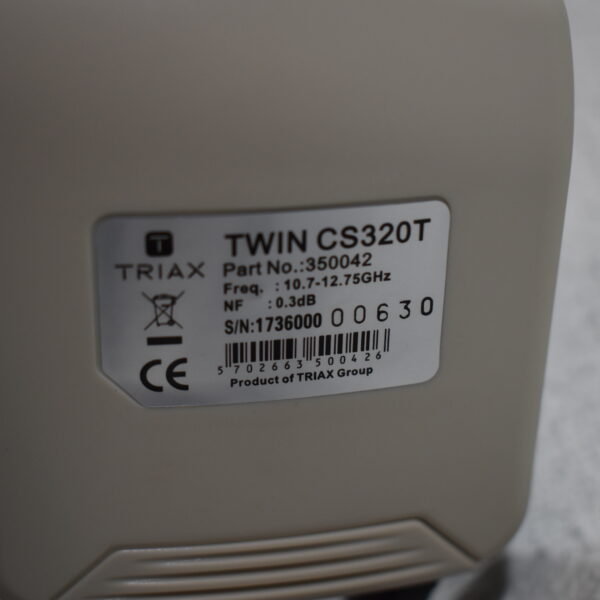 T
TRIAX
TWIN CS320T
Part No.:350042
Freq. : 10.7-12.75GHz
NF : 0.3dB
S/N:1736000 00630
CE
5 702663 500426
Product of TRIAX Group